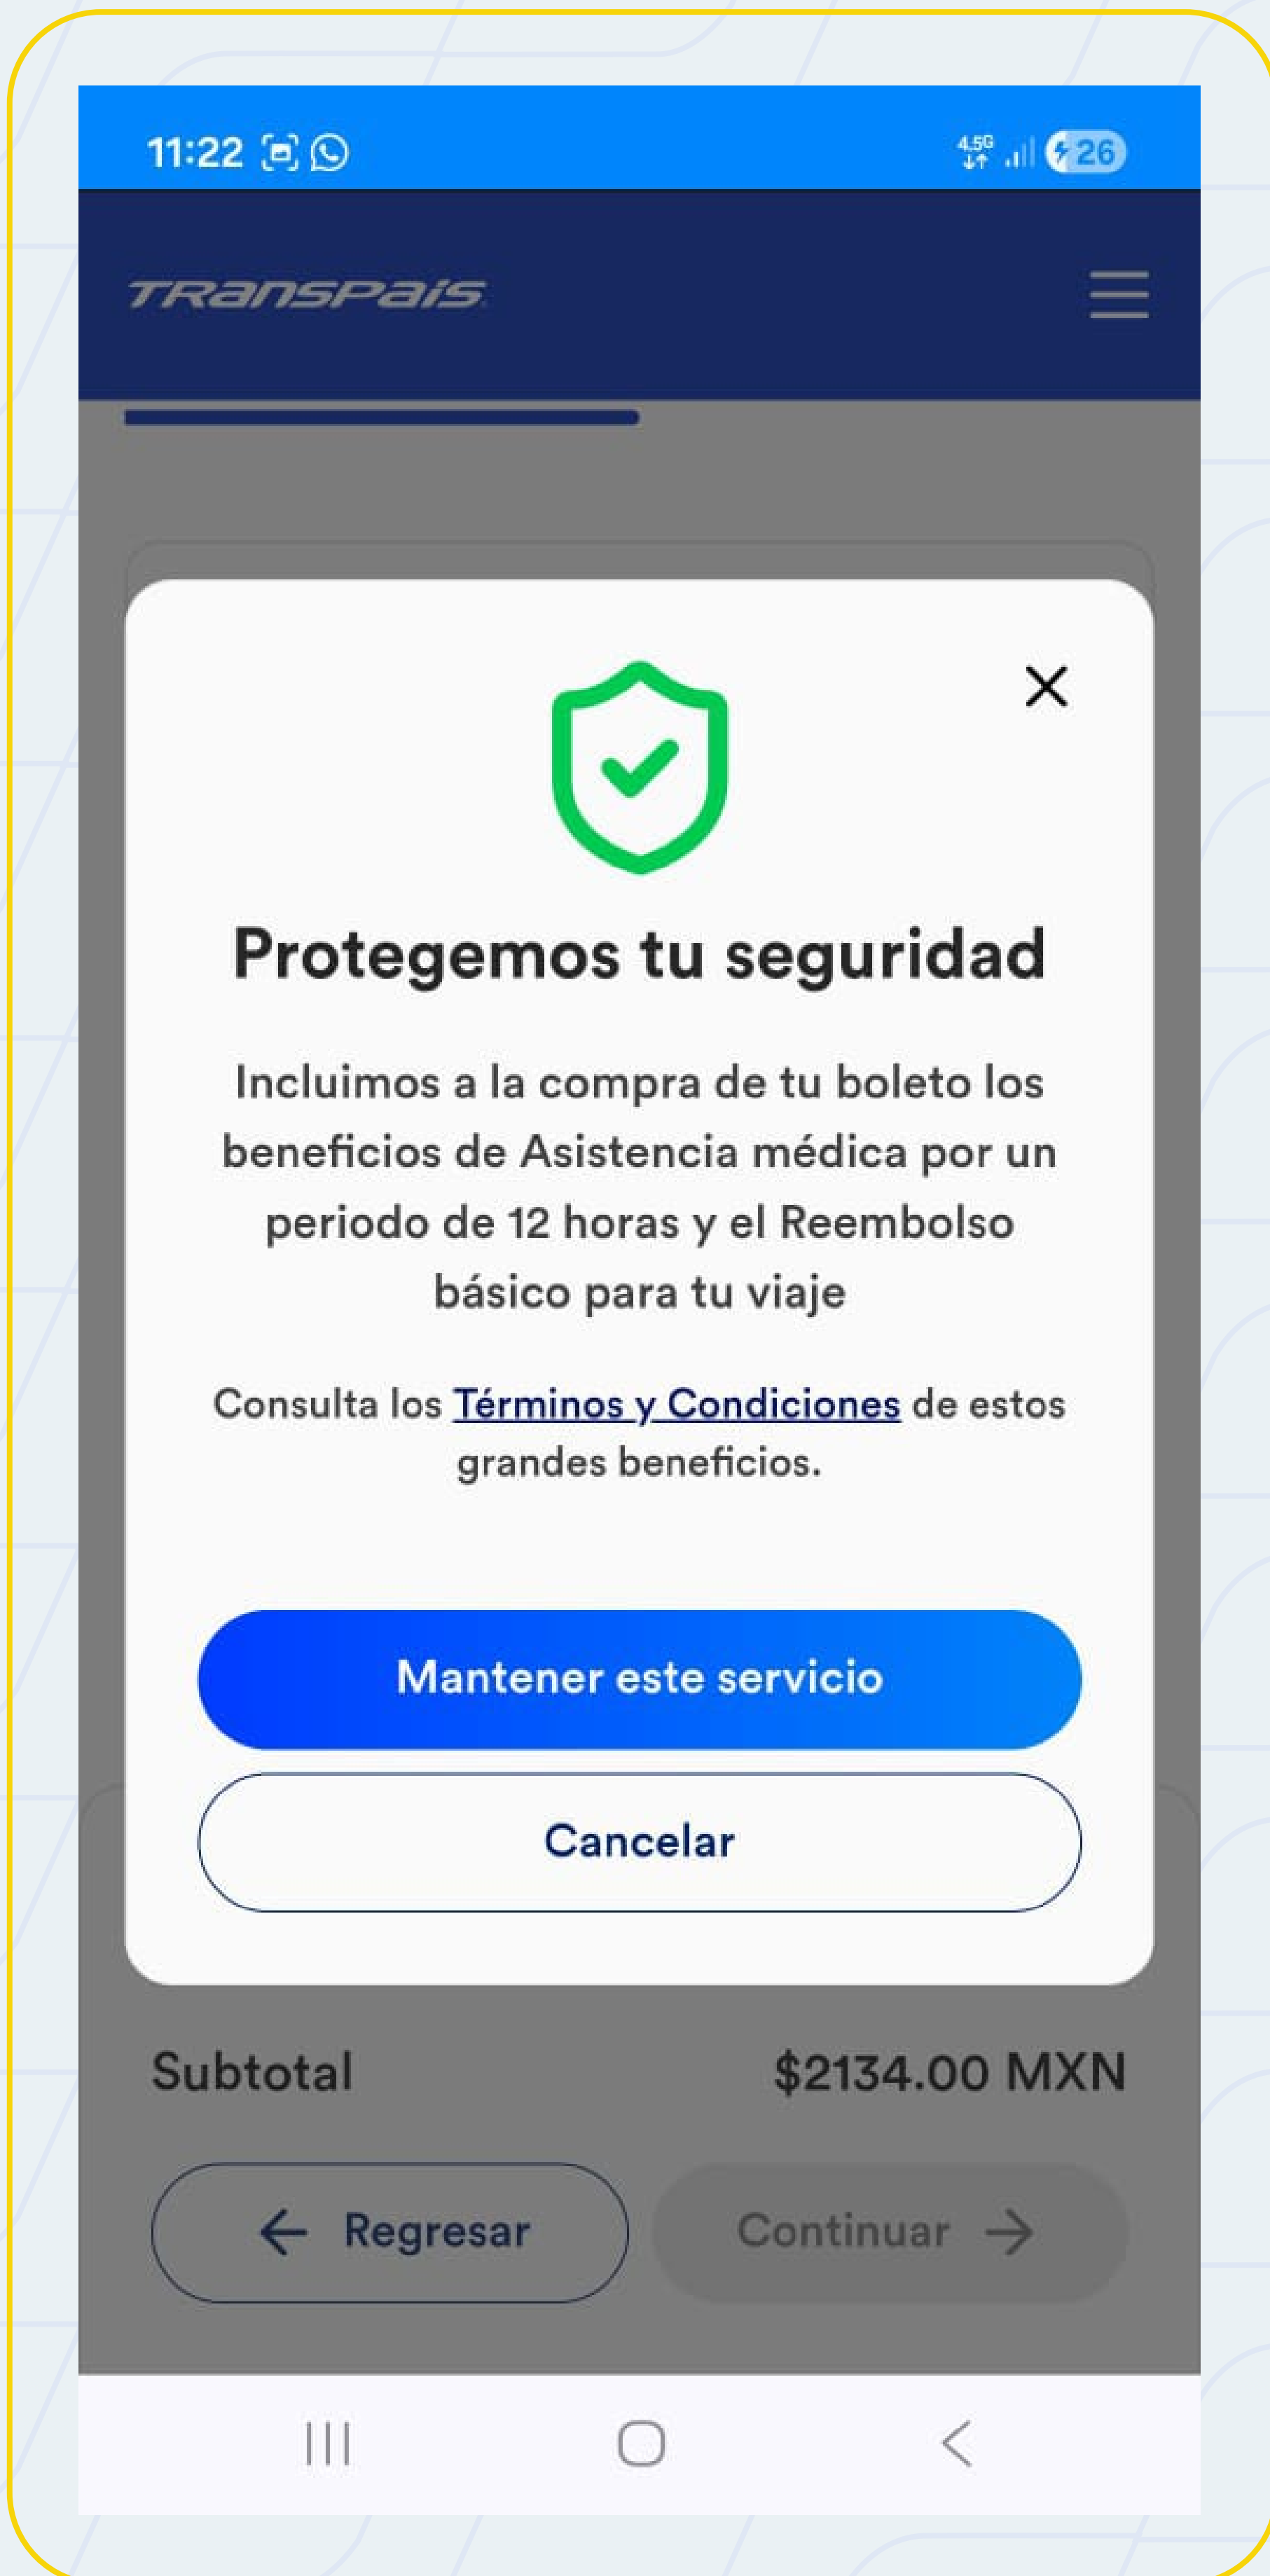 11:22
4.5G
26
TRANSPAÍS
Protegemos tu seguridad
Incluimos a la compra de tu boleto los
beneficios de Asistencia médica por un
periodo de 12 horas y el Reembolso
básico para tu viaje
Consulta los Términos y Condiciones de estos
grandes beneficios.
Mantener este servicio
Cancelar
Subtotal $2134.00 MXN
Regresar
Continuar